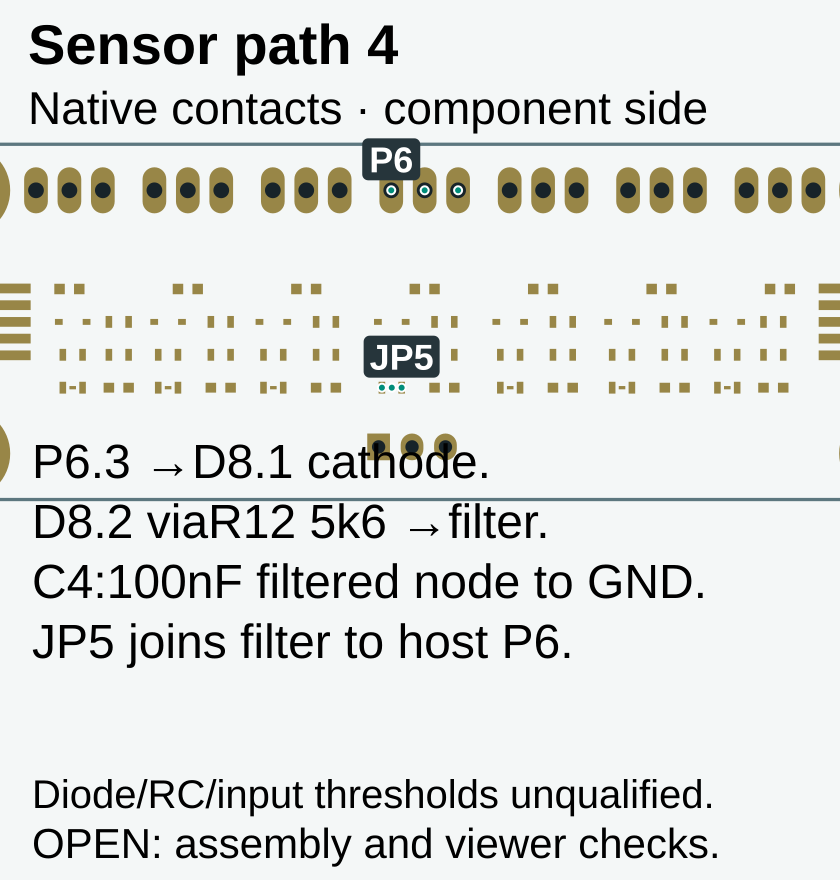 Sensor path 4
Native contacts · component side
P6
JP5
P6.3 →D8.1 cathode.
D8.2 viaR12 5k6 →filter.
C4:100nF filtered node to GND.
JP5 joins filter to host P6.
Diode/RC/input thresholds unqualified.
OPEN: assembly and viewer checks.